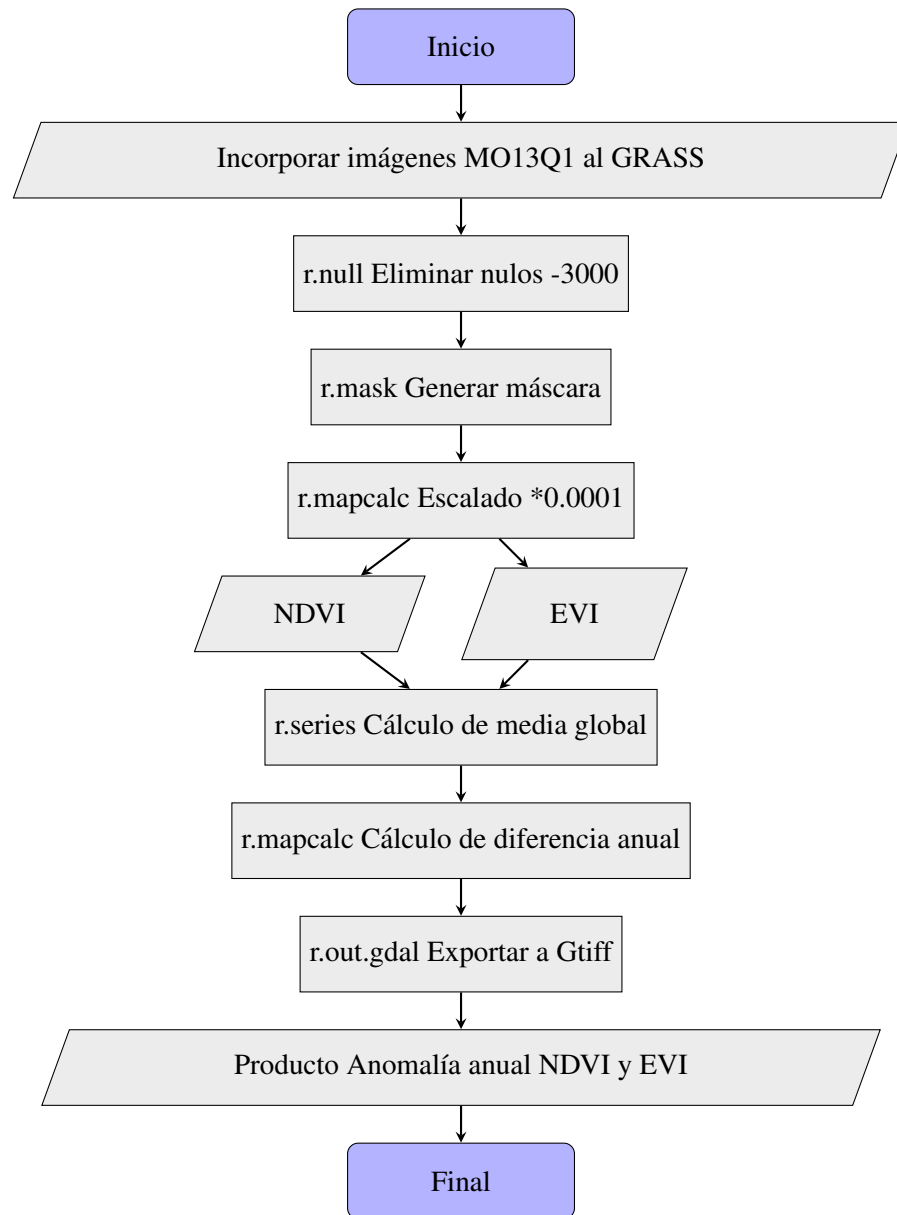 Inicio
Incorporar imágenes MO13Q1 al GRASS
r.null Eliminar nulos -3000
r.mask Generar máscara
r.mapcalc Escalado *0.0001
NDVI
EVI
r.series Cálculo de media global
r.mapcalc Cálculo de diferencia anual
r.out.gdal Exportar a Gtiff
Producto Anomalía anual NDVI y EVI
Final